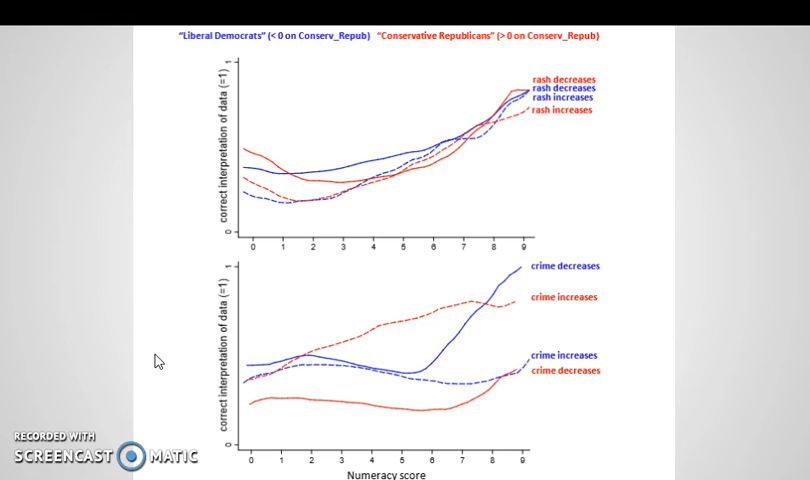 "Liberal Democrats" (< 0 on Conserv_Repub) "Conservative Republicans" (> 0 on Conserv_Repub)
correct interpretation of data (=1)
1
0
rash decreases
rash decreases
rash increases
rash increases
0 1 2 3 4 5 6 7 8 9
correct interpretation of data (=1)
1
0
crime decreases
crime increases
crime increases
crime decreases
0 1 2 3 4 5 6 7 8 9
Numeracy score
RECORDED WITH
SCREENCAST MATIC